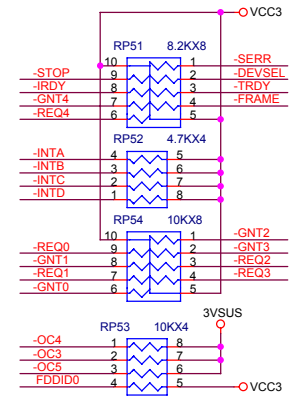 VCC3
RP51 8.2KX8
10 1 -SERR
-STOP 9 2 -DEVSEL
-IRDY 8 3 -TRDY
-GNT4 7 4 -FRAME
-REQ4 6 5
RP52 4.7KX4
-INTA 4 5
-INTB 3 6
-INTC 2 7
-INTD 1 8
RP54 10KX8
10 1 -GNT2
-REQ0 9 2 -GNT3
-GNT1 8 3 -REQ2
-REQ1 7 4 -REQ3
-GNT0 6 5
3VSUS
RP53 10KX4
-OC4 1 8
-OC3 2 7
-OC5 3 6
FDDID0 4 5 VCC3